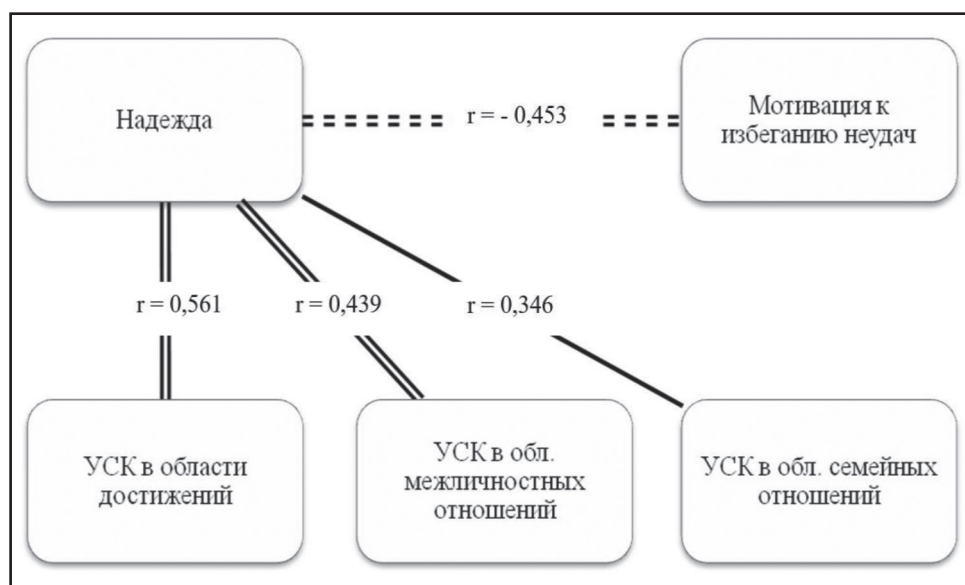 Надежда
r = - 0,453
Мотивация к
избеганию неудач
r = 0,561
r = 0,439
r = 0,346
УСК в области
достижений
УСК в обл.
межличностных
отношений
УСК в обл. семейных
отношений